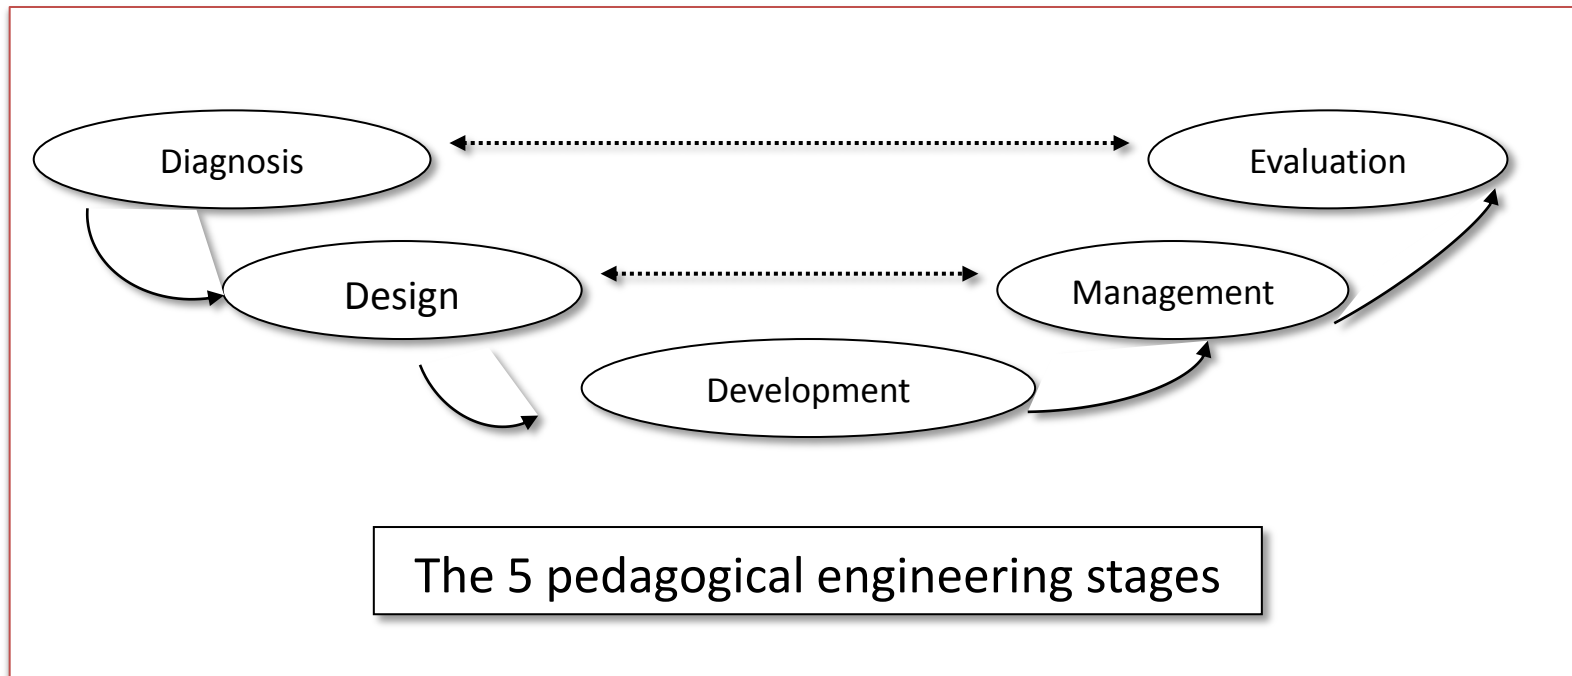 Diagnosis
Evaluation
Design
Management
Development
The 5 pedagogical engineering stages